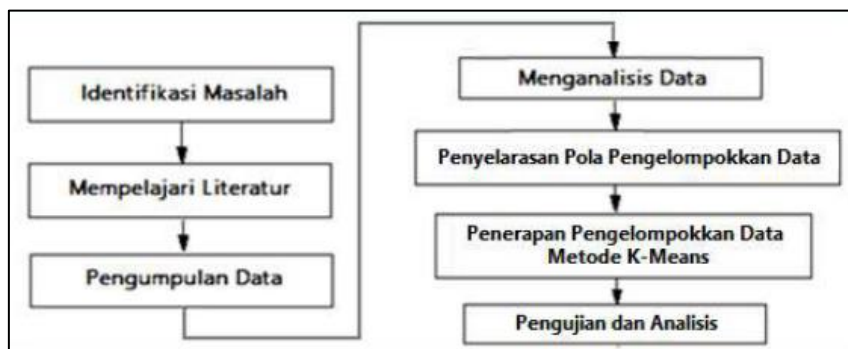 Identifikasi Masalah
Mempelajari Literatur
Pengumpulan Data
Menganalisis Data
Penyelarasan Pola Pengelompokkan Data
Penerapan Pengelompokkan Data
Metode K-Means
Pengujian dan Analisis